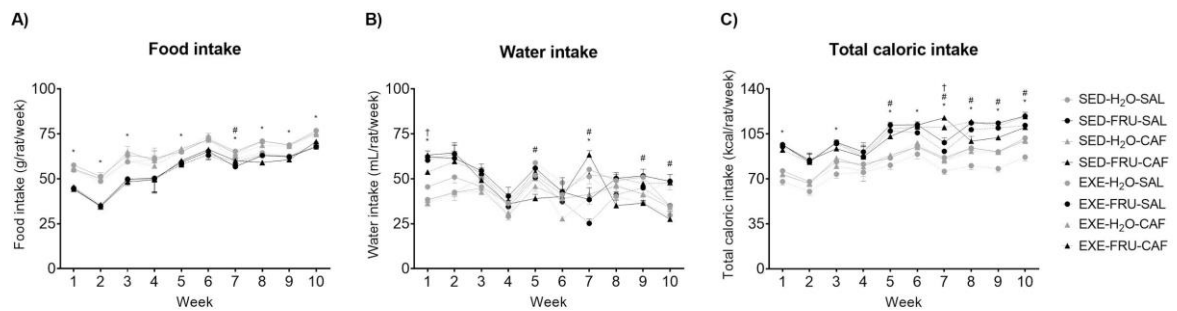 A)
Food intake
Food intake (g/rat/week)
100
75
50
25
0
* * * * # * * * *
1 2 3 4 5 6 7 8 9 10
Week
B)
Water intake
Water intake (mL/rat/week)
100
75
50
25
0
† * # # * # #
1 2 3 4 5 6 7 8 9 10
Week
C)
Total caloric intake
Total caloric intake (kcal/rat/week)
140
105
70
35
0
* * # * * † # * # * # * # *
1 2 3 4 5 6 7 8 9 10
Week
SED-H₂O-SAL
SED-FRU-SAL
SED-H₂O-CAF
SED-FRU-CAF
EXE-H₂O-SAL
EXE-FRU-SAL
EXE-H₂O-CAF
EXE-FRU-CAF